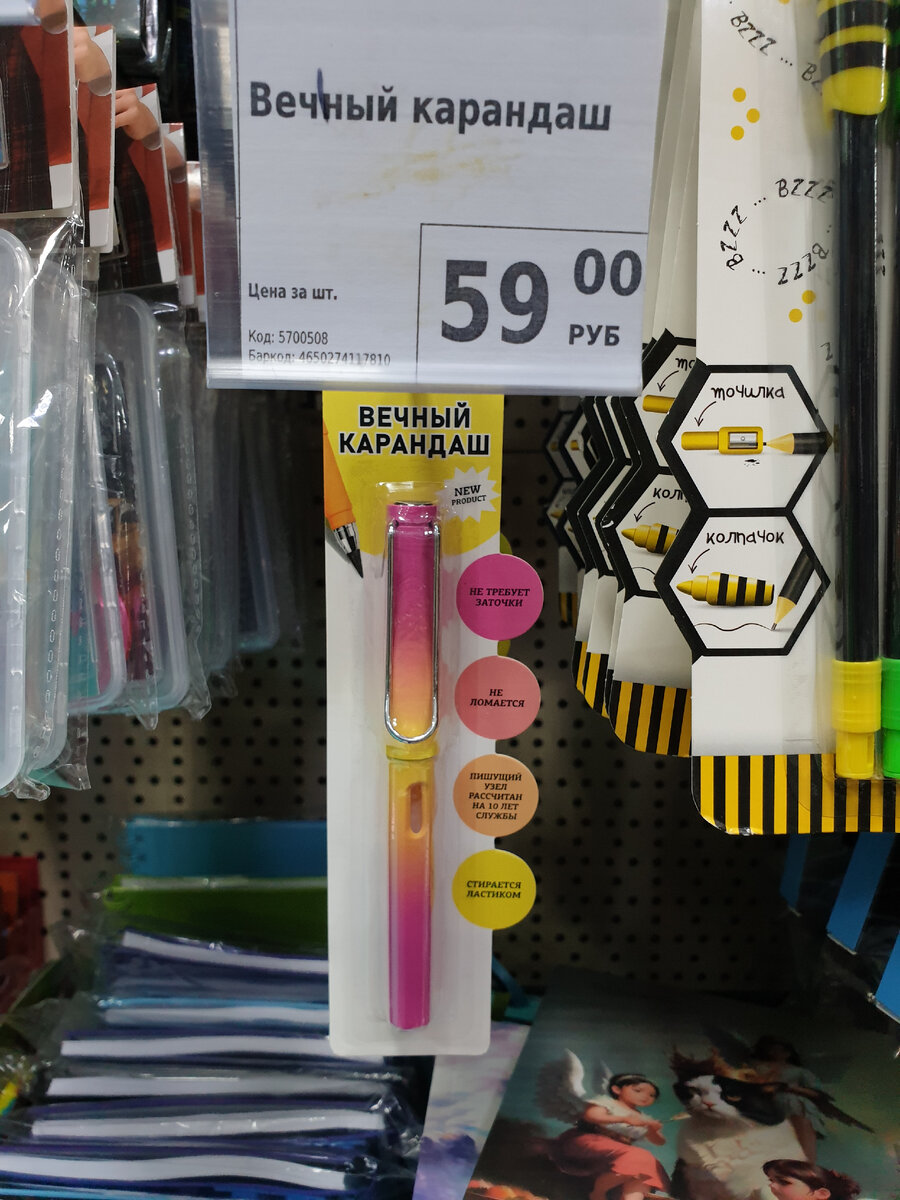 Вечный карандаш
Цена за шт.
59 00
РУБ
Код: 5700508
Баркод: 4650274117810
ВЕЧНЫЙ
КАРАНДАШ
NEW
PRODUCT
НЕ ТРЕБУЕТ
ЗАТОЧКИ
НЕ
ЛОМАЕТСЯ
ПИШУЩИЙ
УЗЕЛ
РАССЧИТАН
НА 10 ЛЕТ
СЛУЖБЫ
СТИРАЕТСЯ
ЛАСТИКОМ
BZZZ ...
BZZZ ... BZZZ
... BZZZ
точилка
колпачок